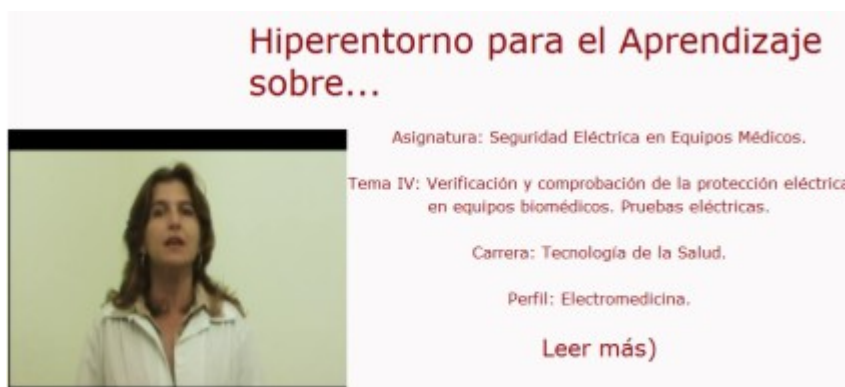 Hiperentorno para el Aprendizaje
sobre...
Asignatura: Seguridad Eléctrica en Equipos Médicos.
Tema IV: Verificación y comprobación de la protección eléctrica
en equipos biomédicos. Pruebas eléctricas.
Carrera: Tecnología de la Salud.
Perfil: Electromedicina.
Leer más)